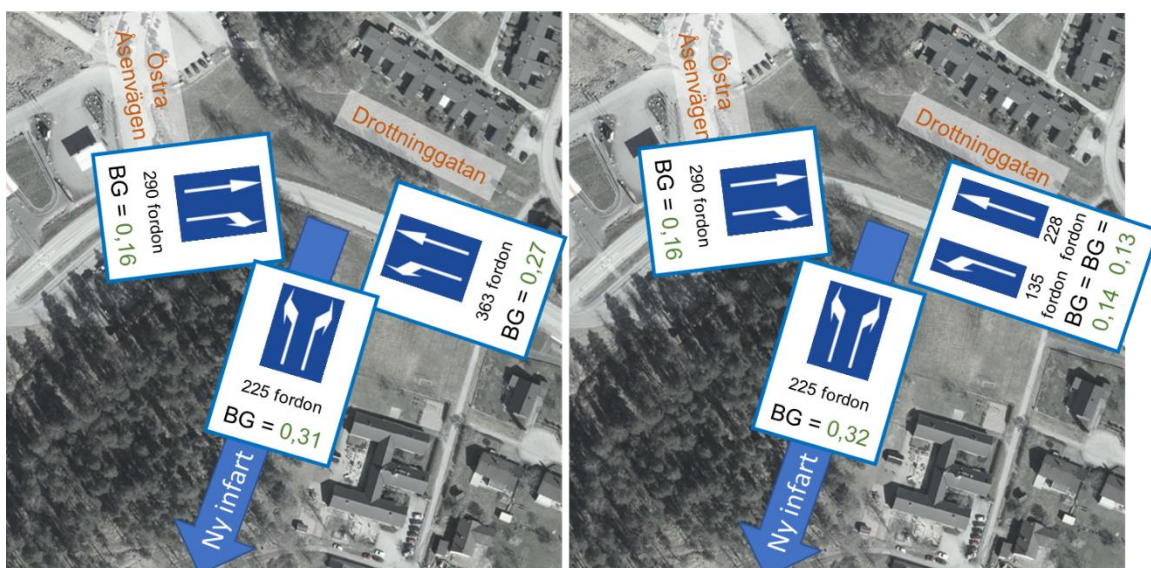 Östra
Åsenvägen
Drottninggatan
290 fordon
BG = 0,16
363 fordon
BG = 0,27
225 fordon
BG = 0,31
Ny infart
Östra
Åsenvägen
Drottninggatan
290 fordon
BG = 0,16
135 228
fordon fordon
BG = BG =
0,14 0,13
225 fordon
BG = 0,32
Ny infart